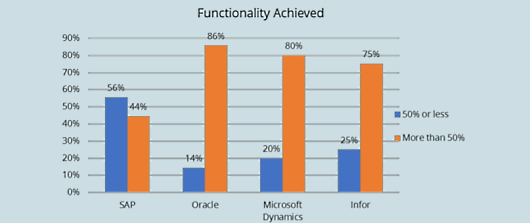 Functionality Achieved
90%
80%
70%
60%
50%
40%
30%
20%
10%
0%
56%
44%
14%
86%
20%
80%
25%
75%
SAP
Oracle
Microsoft
Dynamics
Infor
50% or less
More than 50%